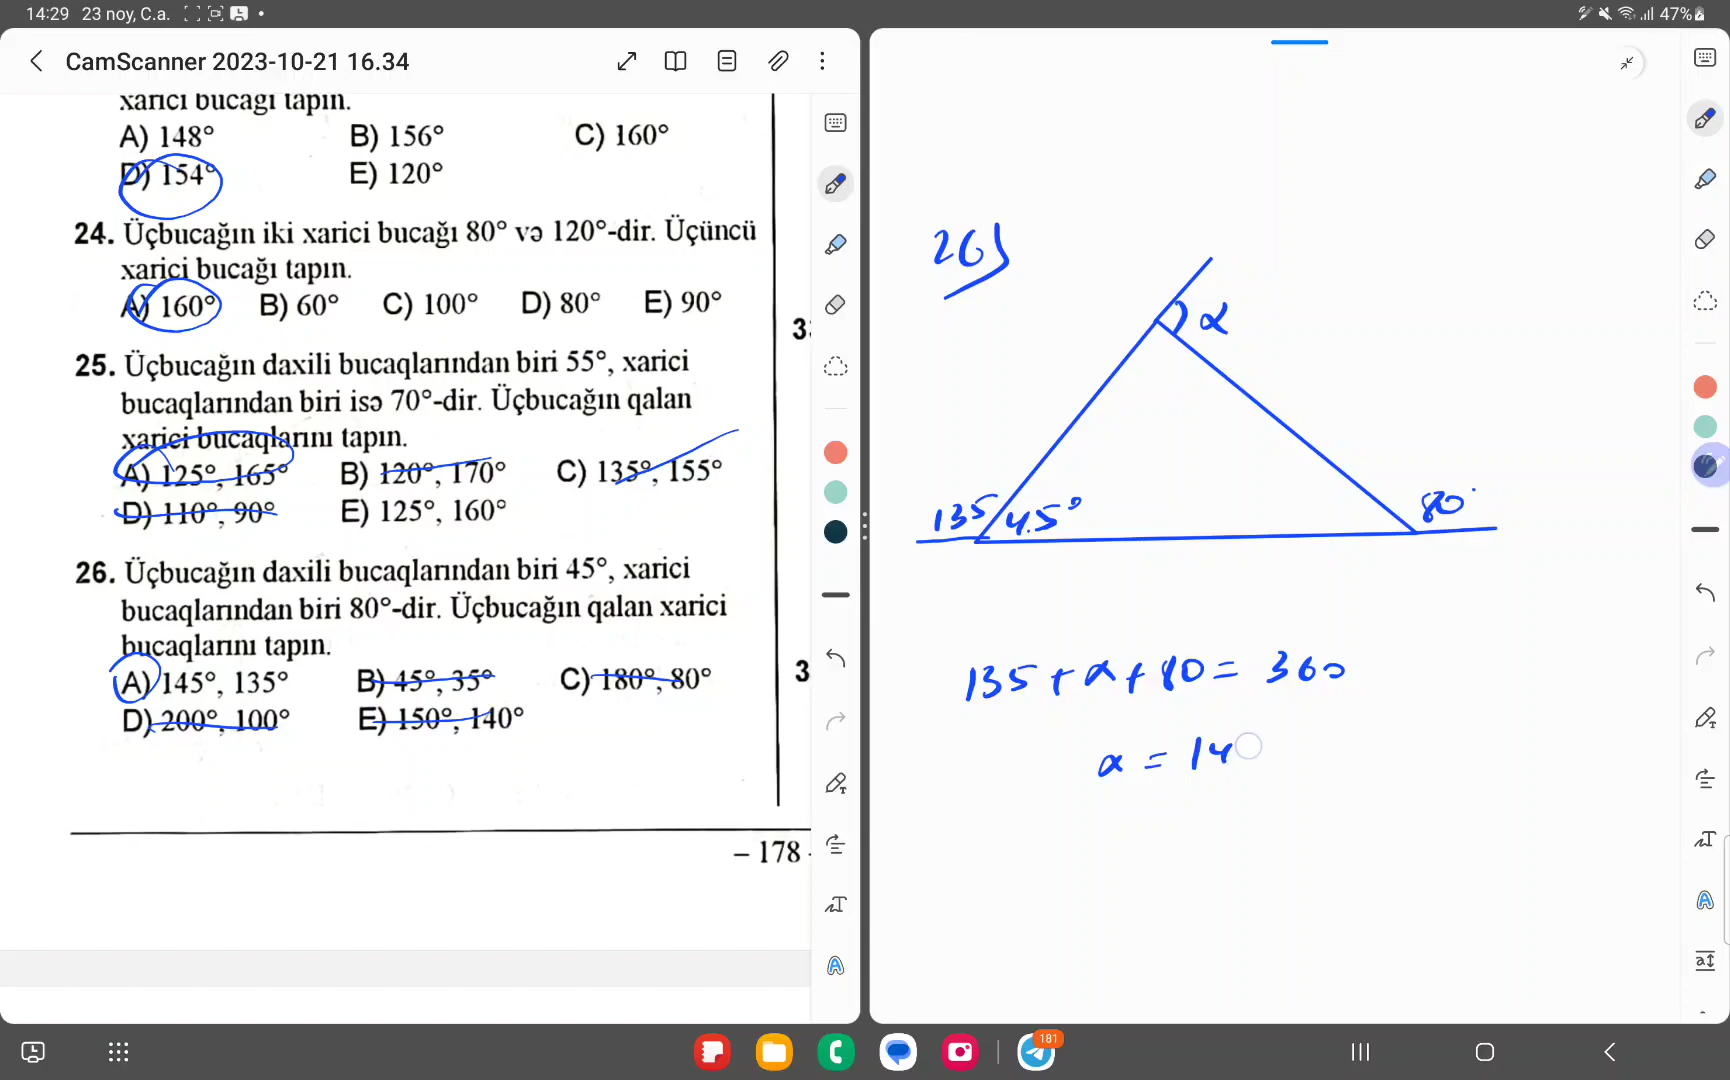 14:29 23 noy, C.a. •
47%
CamScanner 2023-10-21 16.34
xarici bucağı tapın.
A) 148° B) 156° C) 160°
D) 154° E) 120°
24. Üçbucağın iki xarici bucağı 80° və 120°-dir. Üçüncü
xarici bucağı tapın.
A) 160° B) 60° C) 100° D) 80° E) 90°
25. Üçbucağın daxili bucaqlarından biri 55°, xarici
bucaqlarından biri isə 70°-dir. Üçbucağın qalan
xarici bucaqlarını tapın.
A) 125°, 165° B) 120°, 170° C) 135°, 155°
D) 110°, 90° E) 125°, 160°
26. Üçbucağın daxili bucaqlarından biri 45°, xarici
bucaqlarından biri 80°-dir. Üçbucağın qalan xarici
bucaqlarını tapın.
A) 145°, 135° B) 45°, 35° C) 180°, 80°
D) 200°, 100° E) 150°, 140°
3
– 178
26)
α
135 45° 80°
135 + α + 80 = 360
α = 14
181